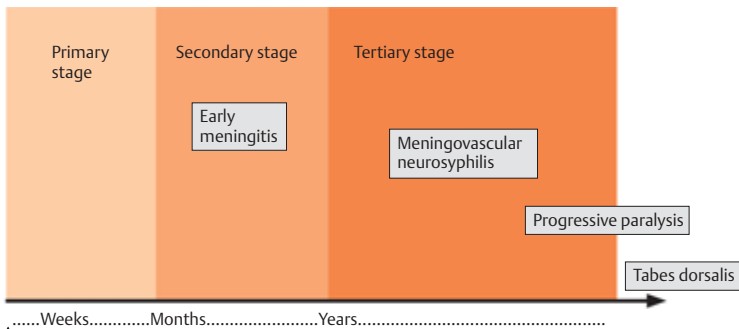 Primary
stage
Secondary stage
Tertiary stage
Early
meningitis
Meningovascular
neurosyphilis
Progressive paralysis
Tabes dorsalis
......Weeks.............Months........................Years.....................................................